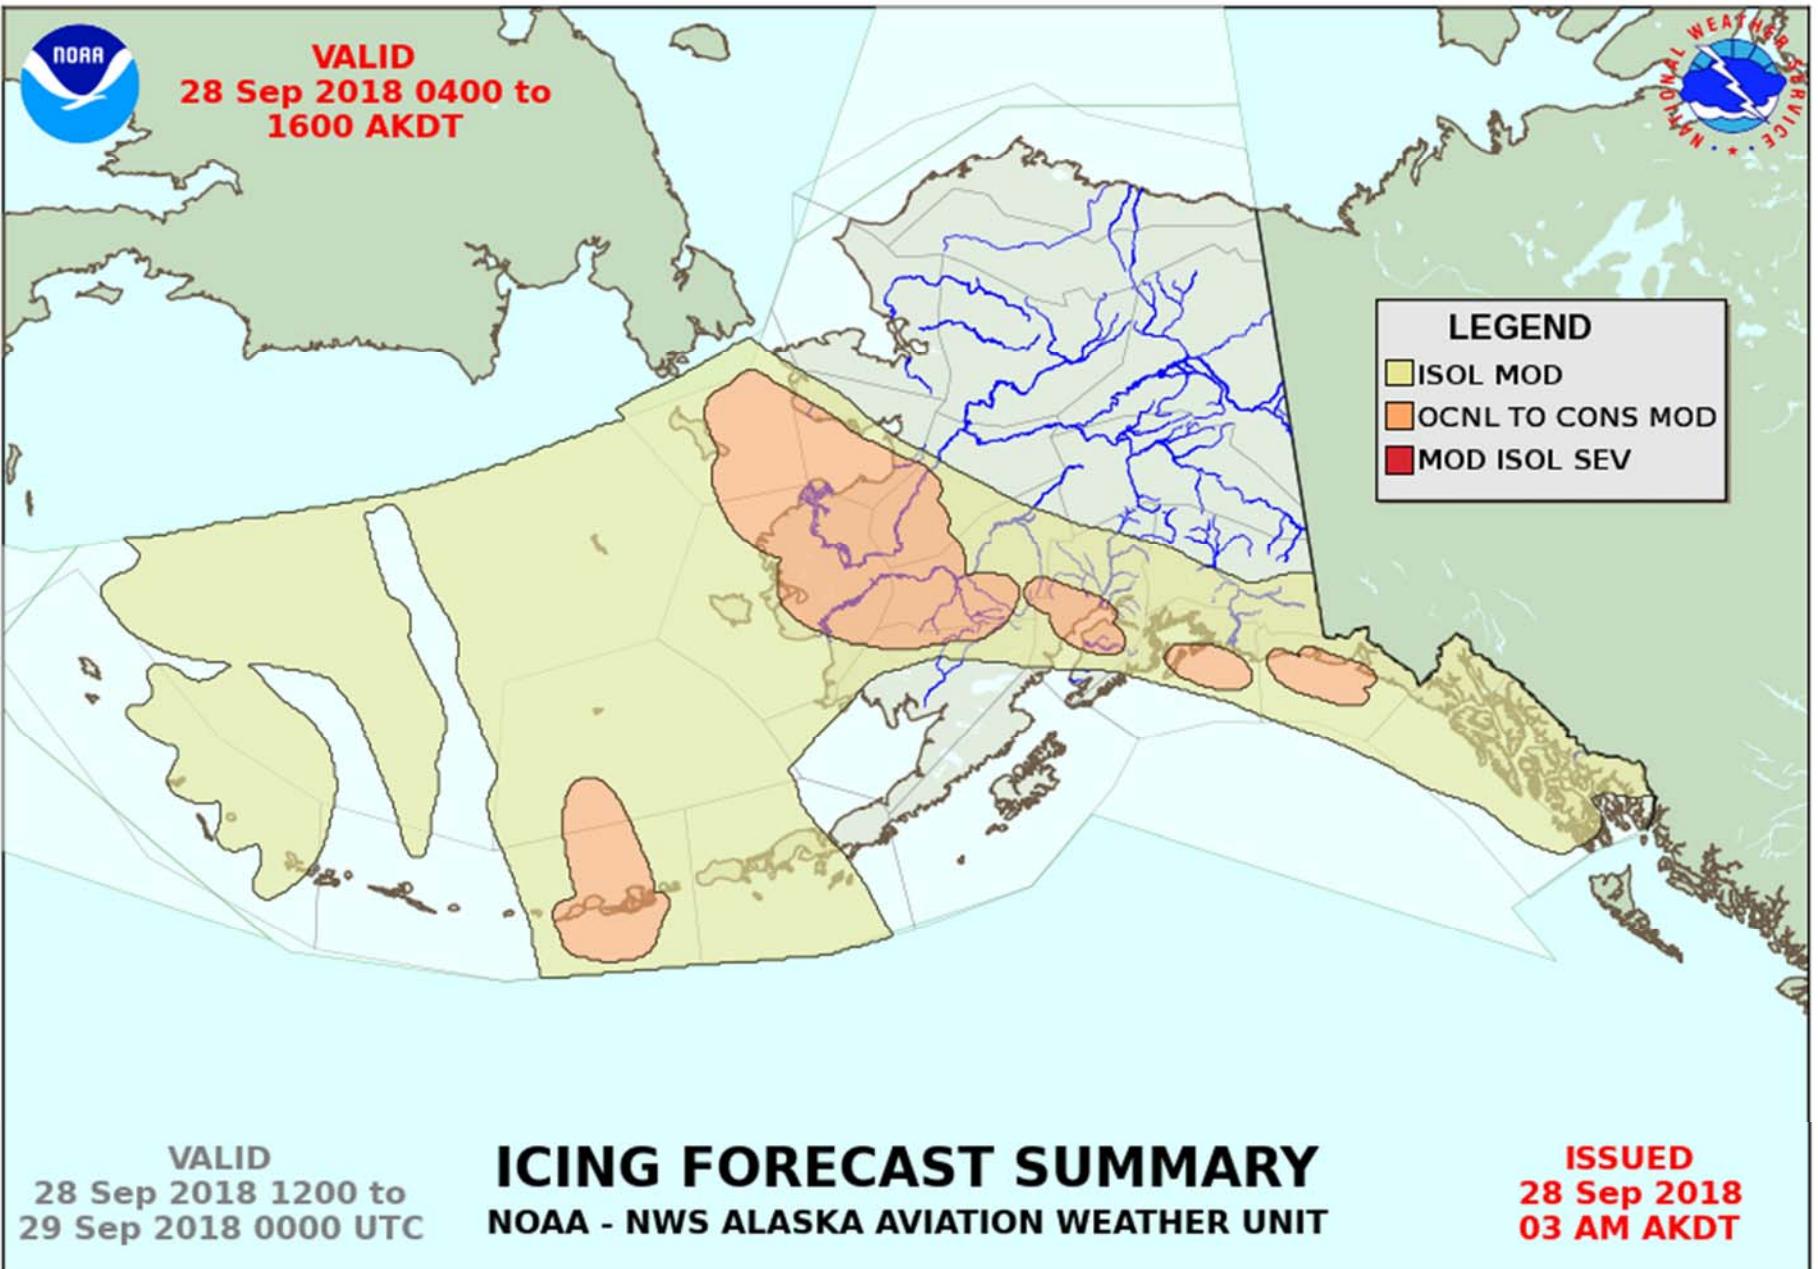 NOAA
VALID
28 Sep 2018 0400 to
1600 AKDT
NATIONAL WEATHER SERVICE
LEGEND
ISOL MOD
OCNL TO CONS MOD
MOD ISOL SEV
VALID
28 Sep 2018 1200 to
29 Sep 2018 0000 UTC
ICING FORECAST SUMMARY
NOAA - NWS ALASKA AVIATION WEATHER UNIT
ISSUED
28 Sep 2018
03 AM AKDT